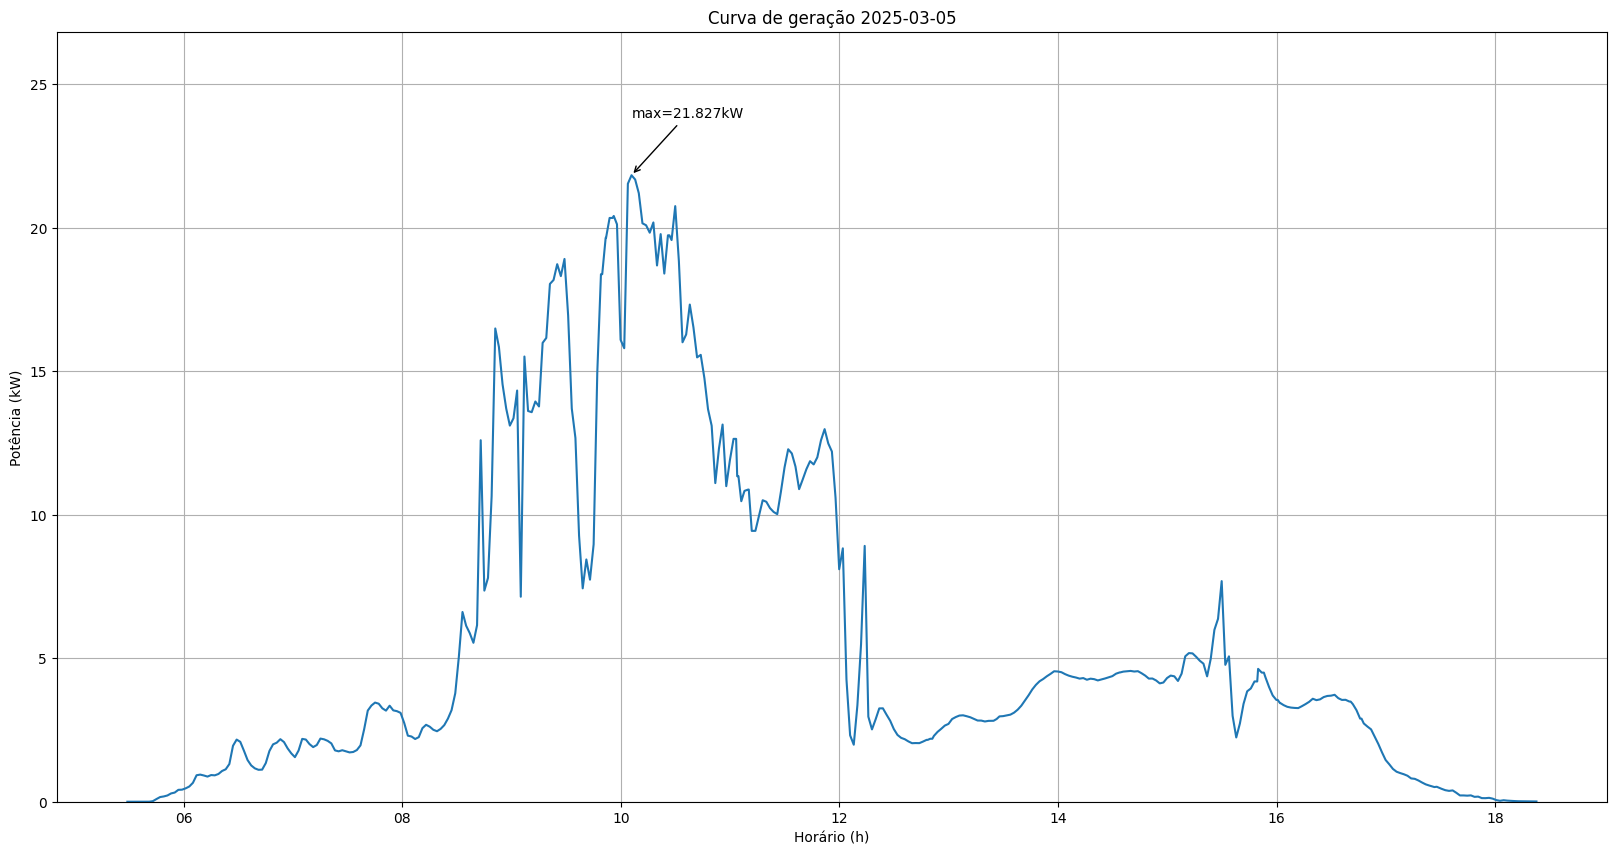 Curva de geração 2025-03-05
max=21.827kW
Potência (kW)
25
20
15
10
5
0
06 08 10 12 14 16 18
Horário (h)